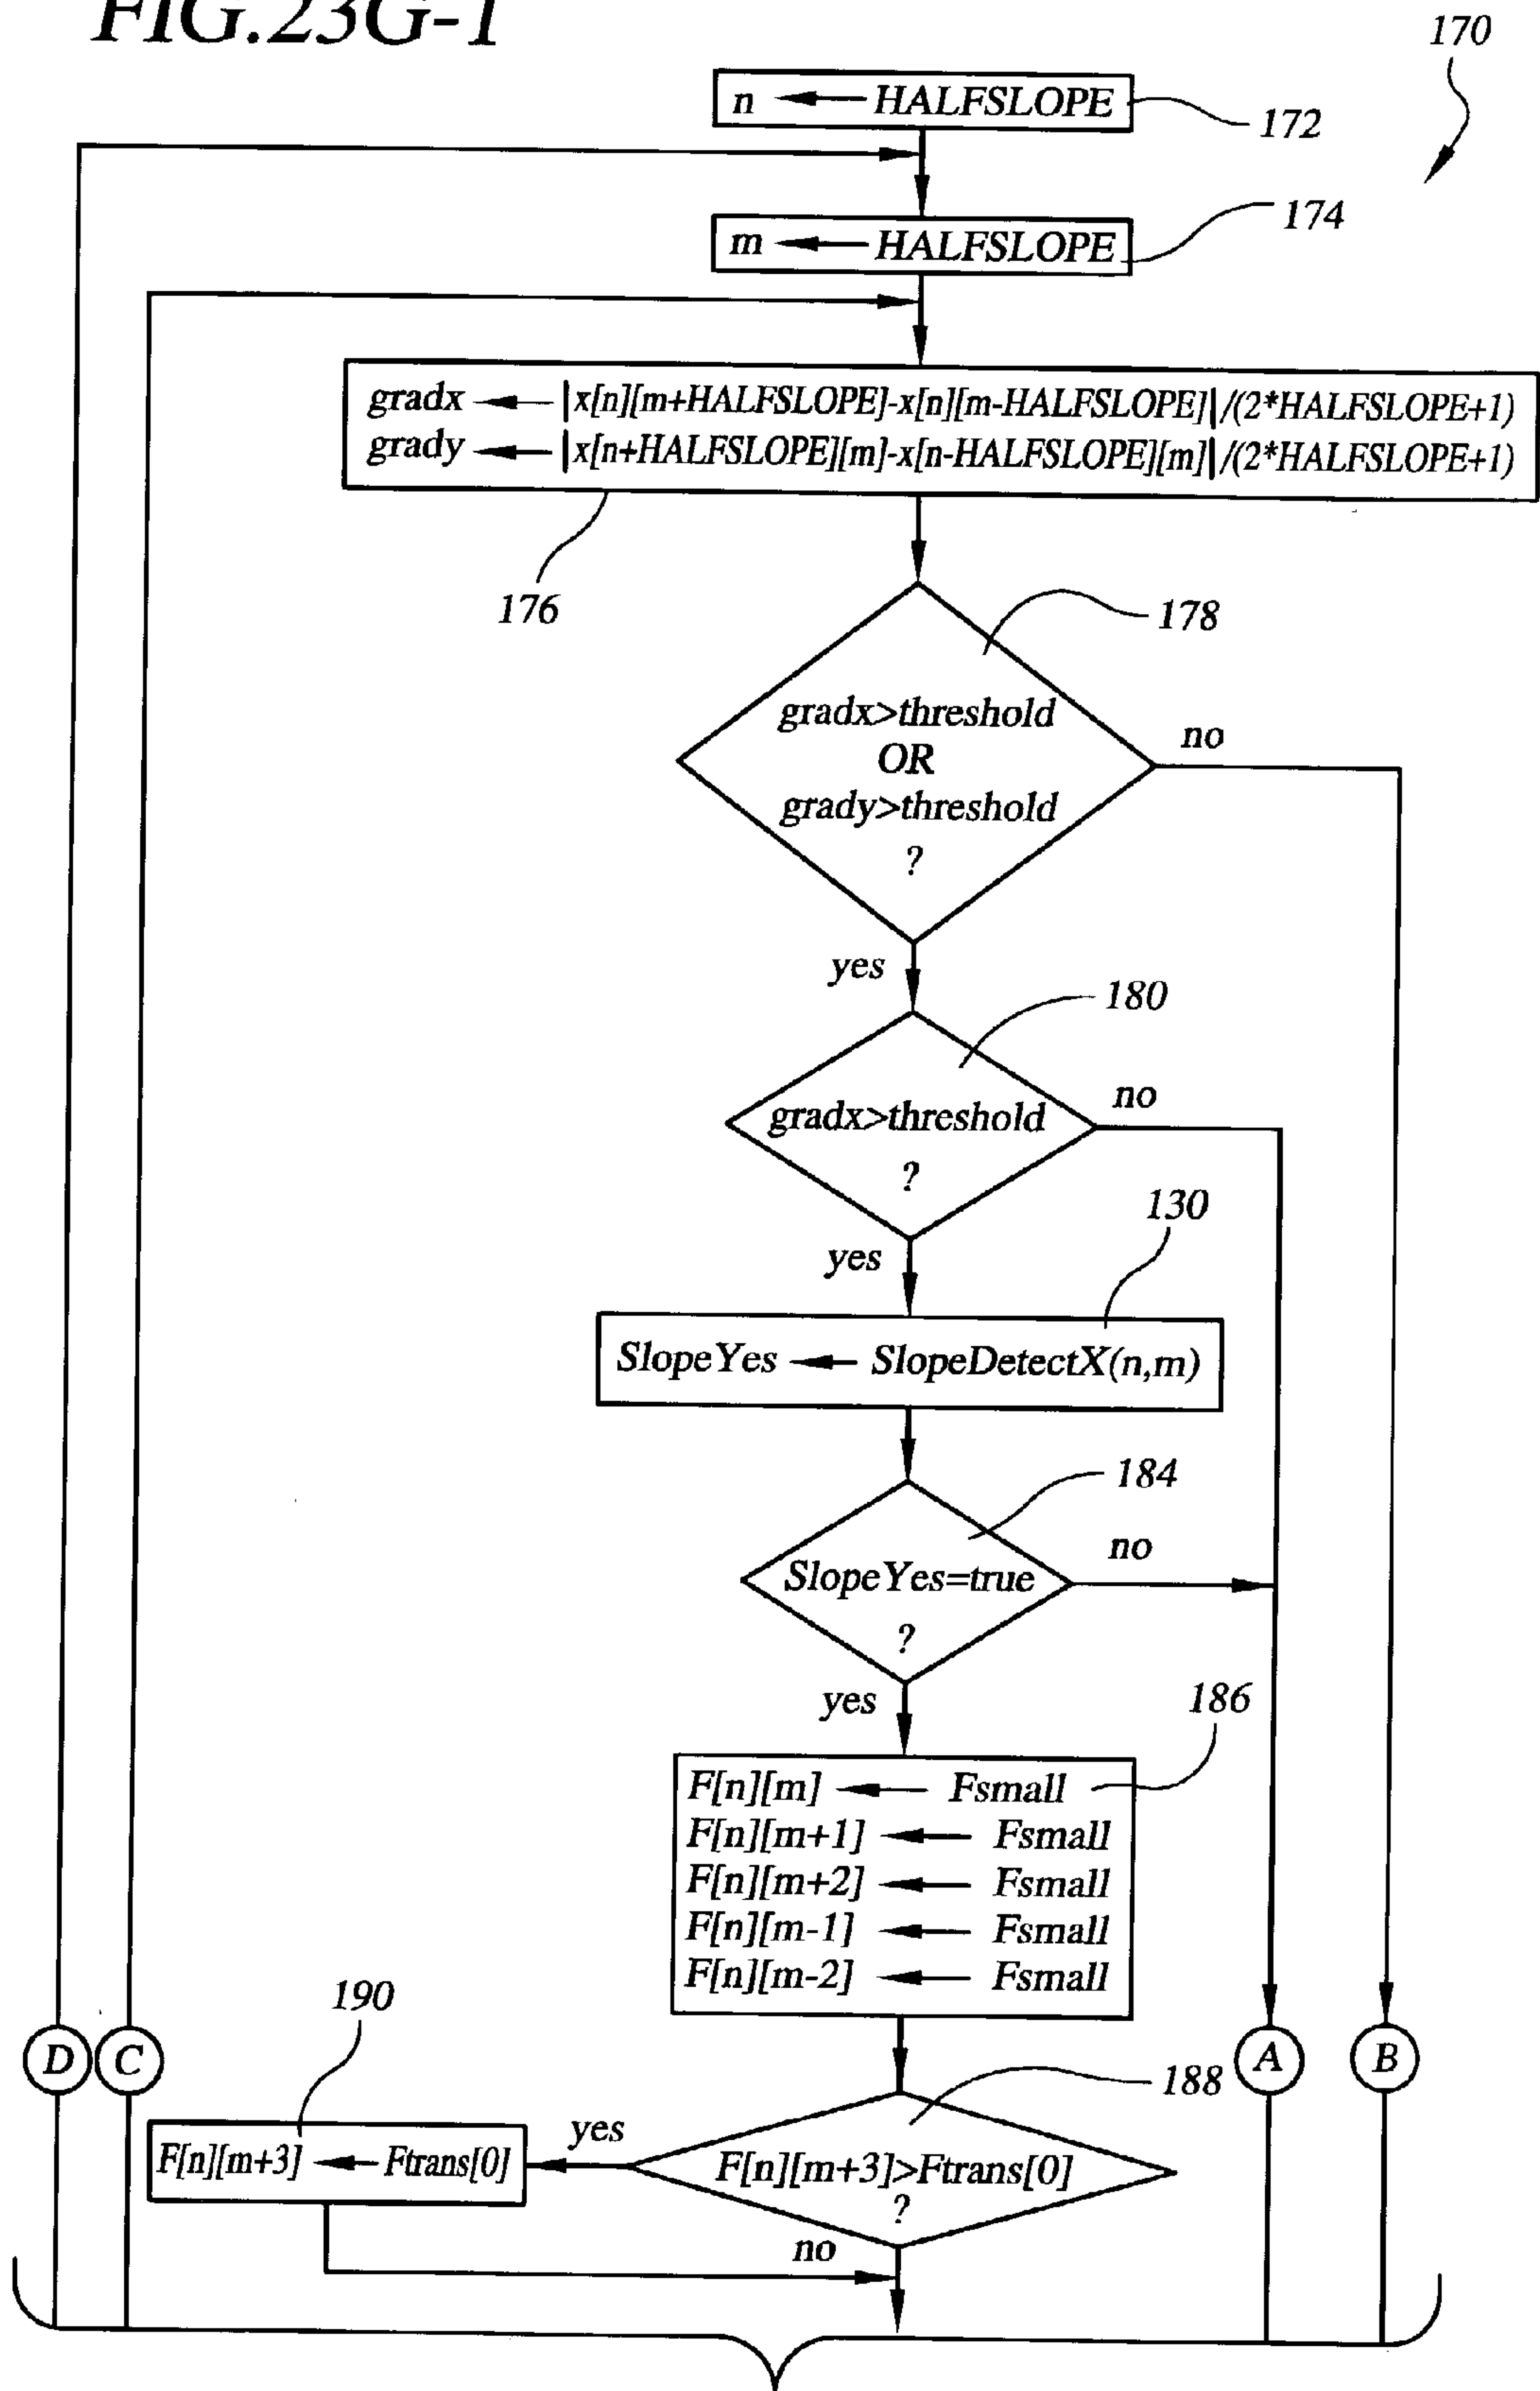 FIG.23G-1
170
n ← HALFSLOPE
172
m ← HALFSLOPE
174
gradx ← |x[n][m+HALFSLOPE]-x[n][m-HALFSLOPE]|/(2*HALFSLOPE+1)
grady ← |x[n+HALFSLOPE][m]-x[n-HALFSLOPE][m]|/(2*HALFSLOPE+1)
176
178
gradx>threshold
OR
grady>threshold
?
no
yes
180
gradx>threshold
?
no
yes
130
SlopeYes ← SlopeDetectX(n,m)
184
SlopeYes=true
?
no
yes
186
F[n][m] ← Fsmall
F[n][m+1] ← Fsmall
F[n][m+2] ← Fsmall
F[n][m-1] ← Fsmall
F[n][m-2] ← Fsmall
190
D
C
A
B
188
F[n][m+3] ← Ftrans[0]
yes
F[n][m+3]>Ftrans[0]
?
no